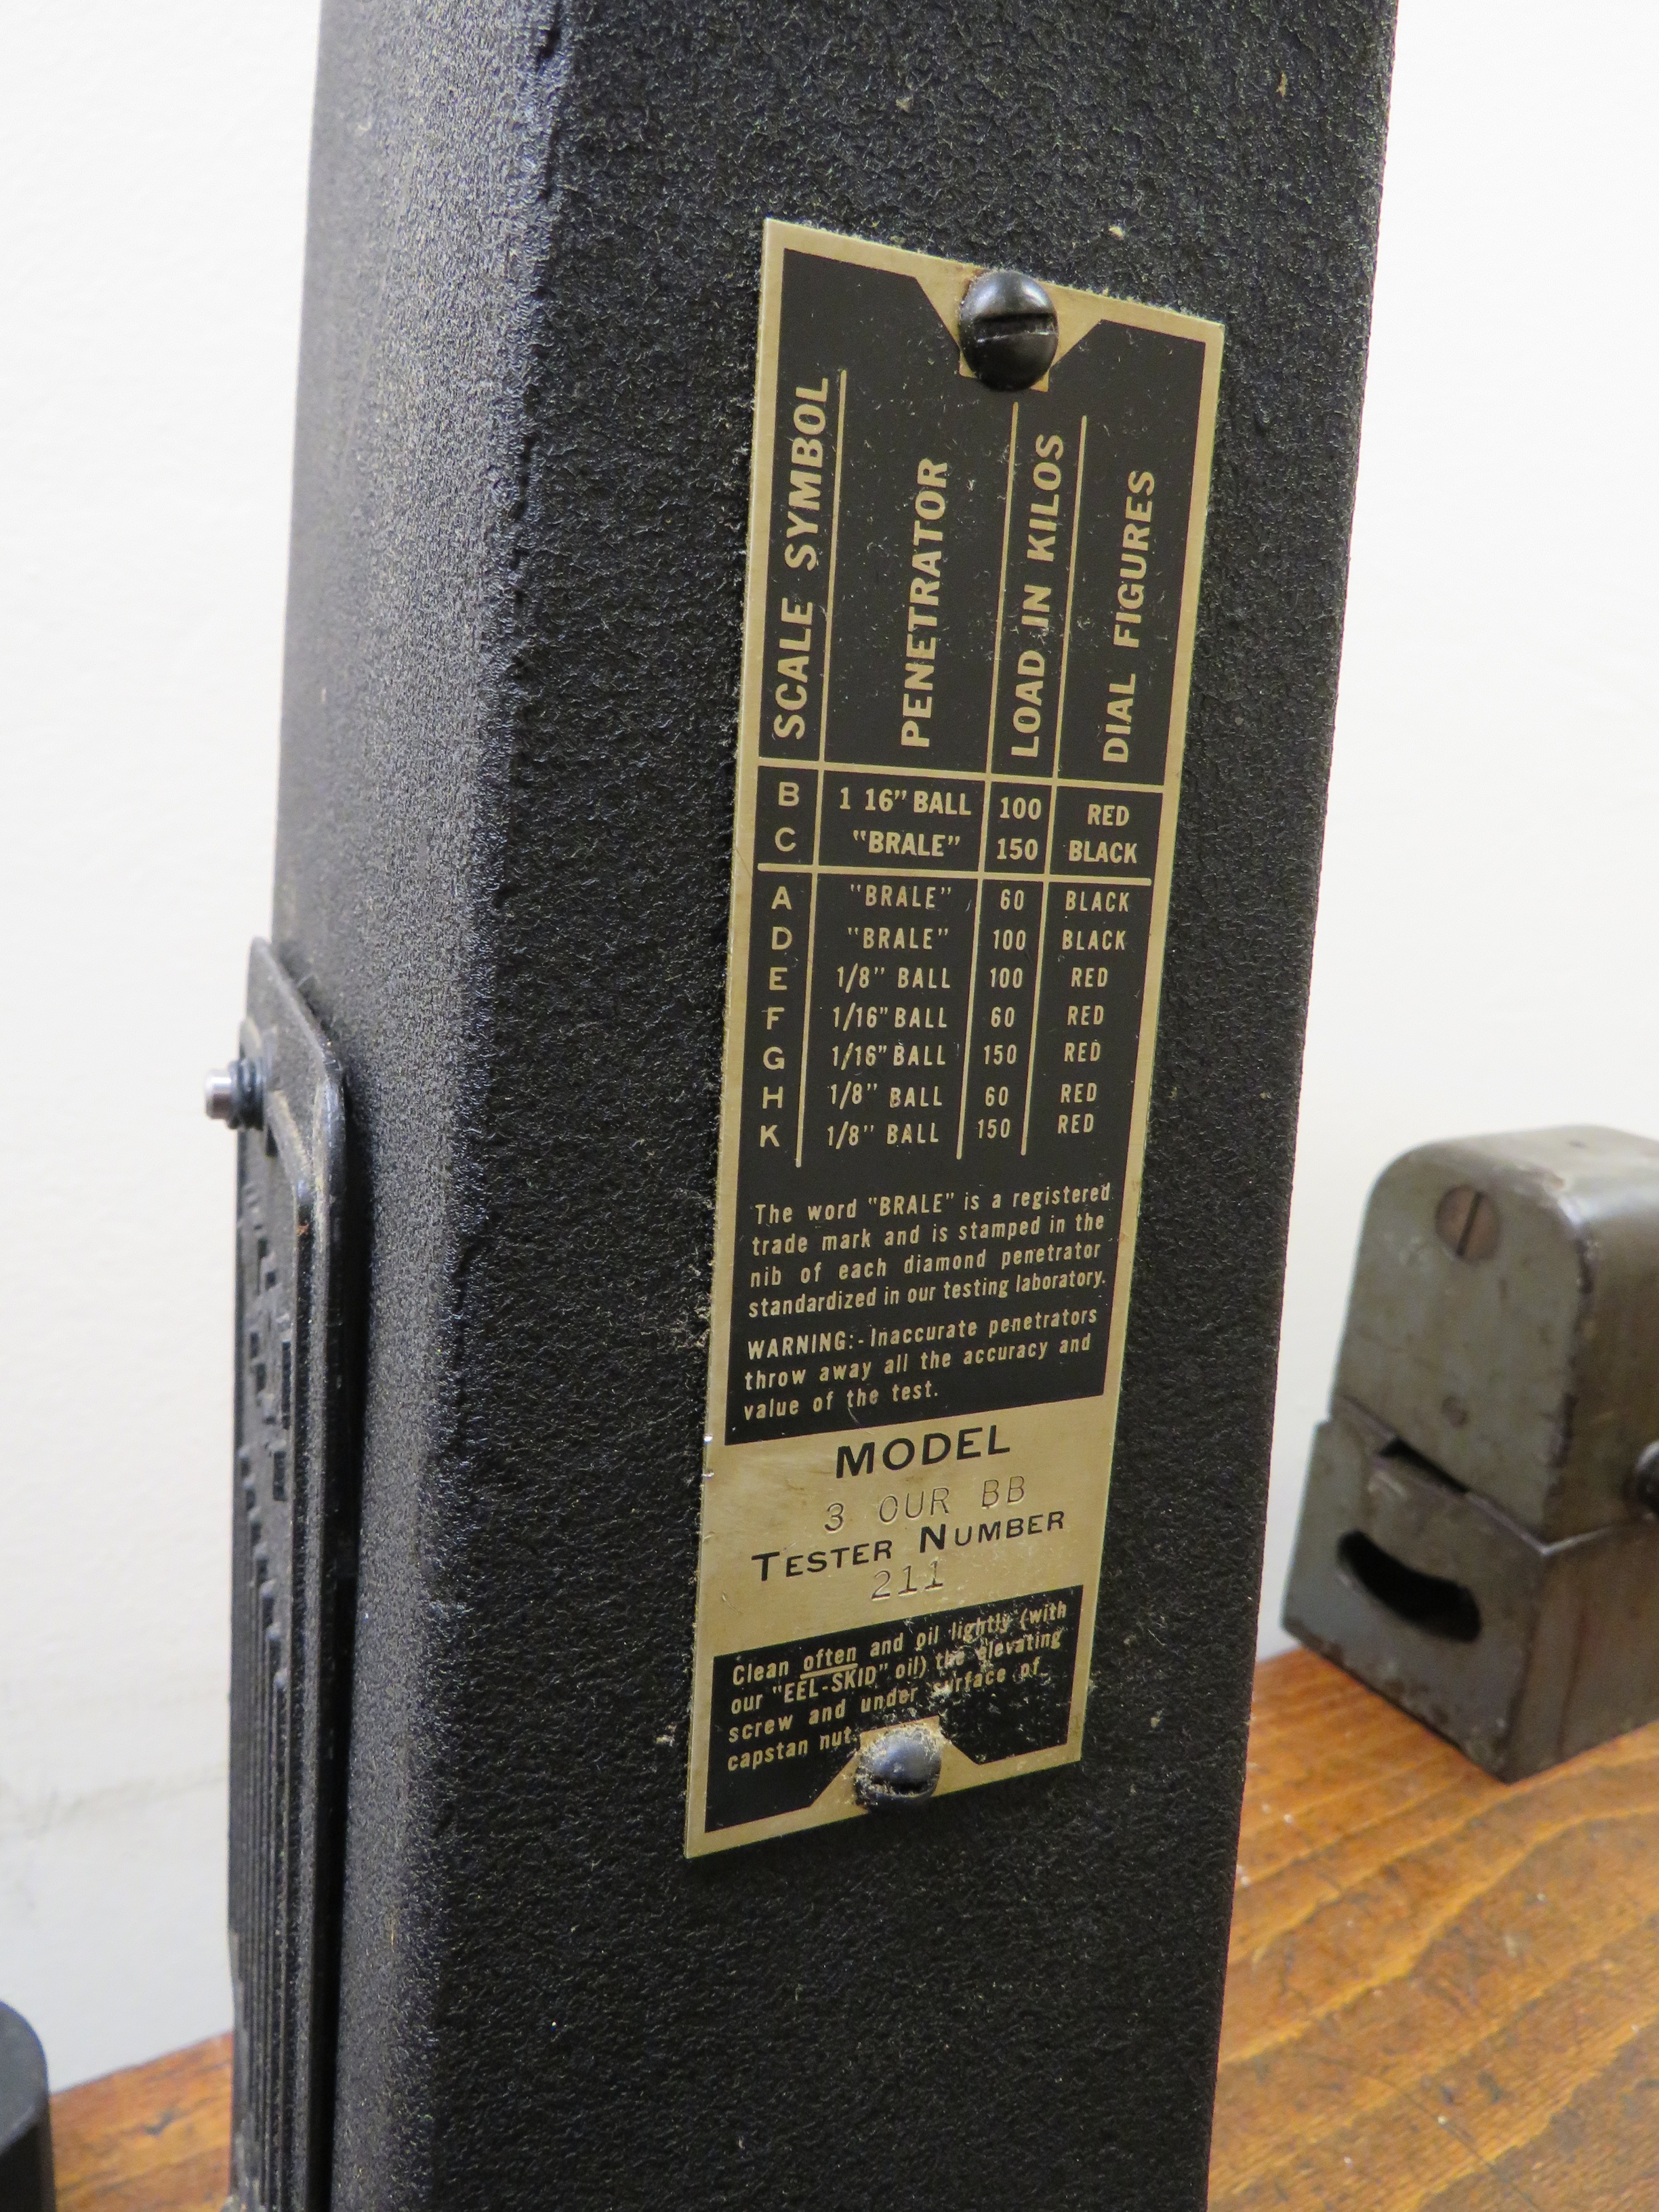 SCALE SYMBOL PENETRATOR LOAD IN KILOS DIAL FIGURES
B 1 16" BALL 100 RED
C "BRALE" 150 BLACK
A "BRALE" 60 BLACK
D "BRALE" 100 BLACK
E 1/8" BALL 100 RED
F 1/16" BALL 60 RED
G 1/16" BALL 150 RED
H 1/8" BALL 60 RED
K 1/8" BALL 150 RED
The word "BRALE" is a registered
trade mark and is stamped in the
nib of each diamond penetrator
standardized in our testing laboratory.
WARNING:- Inaccurate penetrators
throw away all the accuracy and
value of the test.
MODEL
3 OUR BB
TESTER NUMBER
211
Clean often and oil lightly (with
our "EEL-SKID" oil) the elevating
screw and under surface of
capstan nut.